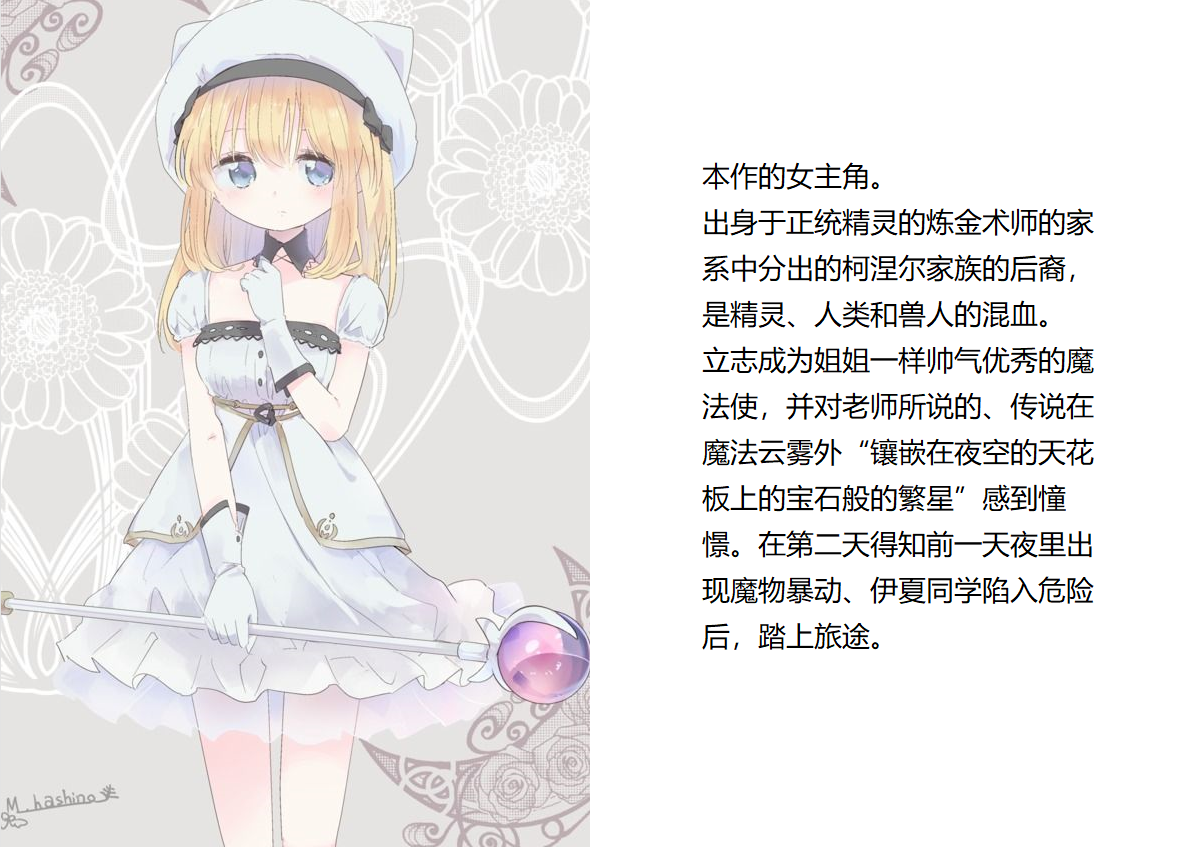 本作的女主角。
出身于正统精灵的炼金术师的家
系中分出的柯涅尔家族的后裔，
是精灵、人类和兽人的混血。
立志成为姐姐一样帅气优秀的魔
法使，并对老师所说的、传说在
魔法云雾外“镶嵌在夜空的天花
板上的宝石般的繁星”感到憧
憬。在第二天得知前一天夜里出
现魔物暴动、伊夏同学陷入危险
后，踏上旅途。
M.hashino